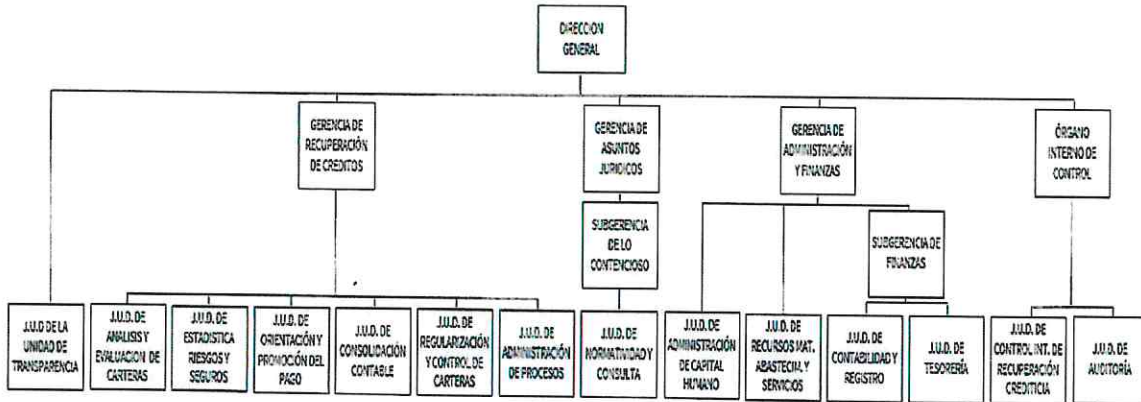 DIRECCION
GENERAL
GERENCIA DE
RECUPERACIÓN
DE CRÉDITOS
GERENCIA DE
ASUNTOS
JURIDICOS
GERENCIA DE
ADMINISTRACIÓN
Y FINANZAS
ÓRGANO
INTERNO DE
CONTROL
SUBGERENCIA
DE LO
CONTENCIOSO
SUBGERENCIA DE
FINANZAS
J.U.D DE LA
UNIDAD DE
TRANSPARENCIA
J.U.D. DE
ANALISIS Y
EVALUACION DE
CARTERAS
J.U.D. DE
ESTADISTICA
RIESGOS Y
SEGUROS
J.U.D. DE
ORIENTACIÓN Y
PROMOCIÓN DEL
PAGO
J.U.D. DE
CONSOLIDACIÓN
CONTABLE
J.U.D. DE
REGULARIZACIÓN
Y CONTROL DE
CARTERAS
J.U.D. DE
ADMINISTRACIÓN
DE PROCESOS
J.U.D. DE
NORMATIVIDAD Y
CONSULTA
J.U.D. DE
ADMINISTRACIÓN
DE CAPITAL
HUMANO
J.U.D. DE
RECURSOS MAT.
ABASTECIM. Y
SERVICIOS
J.U.D. DE
CONTABILIDAD Y
REGISTRO
J.U.D. DE
TESORERÍA
J.U.D. DE
CONTROL INT. DE
RECUPERACIÓN
CREDITICIA
J.U.D. DE
AUDITORÍA